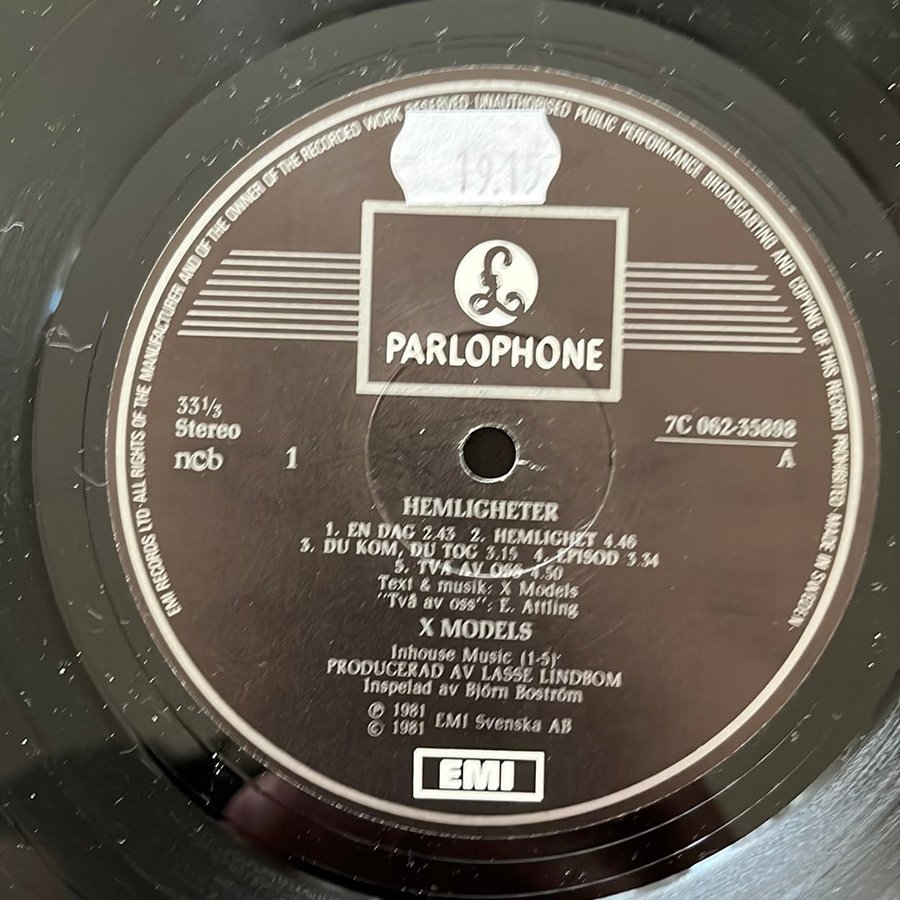 EMI RECORDS LTD · ALL RIGHTS OF THE MANUFACTURER AND OF THE OWNER OF THE RECORDED WORK RESERVED UNAUTHORISED PUBLIC PERFORMANCE BROADCASTING AND COPYING OF THIS RECORD PROHIBITED · MADE IN SWEDEN
19.15
£
PARLOPHONE
33⅓
Stereo
ncb 1
7C 062-35898
A
HEMLIGHETER
1. EN DAG 2.43 2. HEMLIGHET 4.46
3. DU KOM, DU TOG 3.15 4. EPISOD 3.34
5. TVÅ AV OSS 4.50
Text & musik: X Models
"Två av oss": E. Attling
X MODELS
Inhouse Music (1-5)
PRODUCERAD AV LASSE LINDBOM
Inspelad av Björn Boström
℗ 1981
© 1981 EMI Svenska AB
EMI